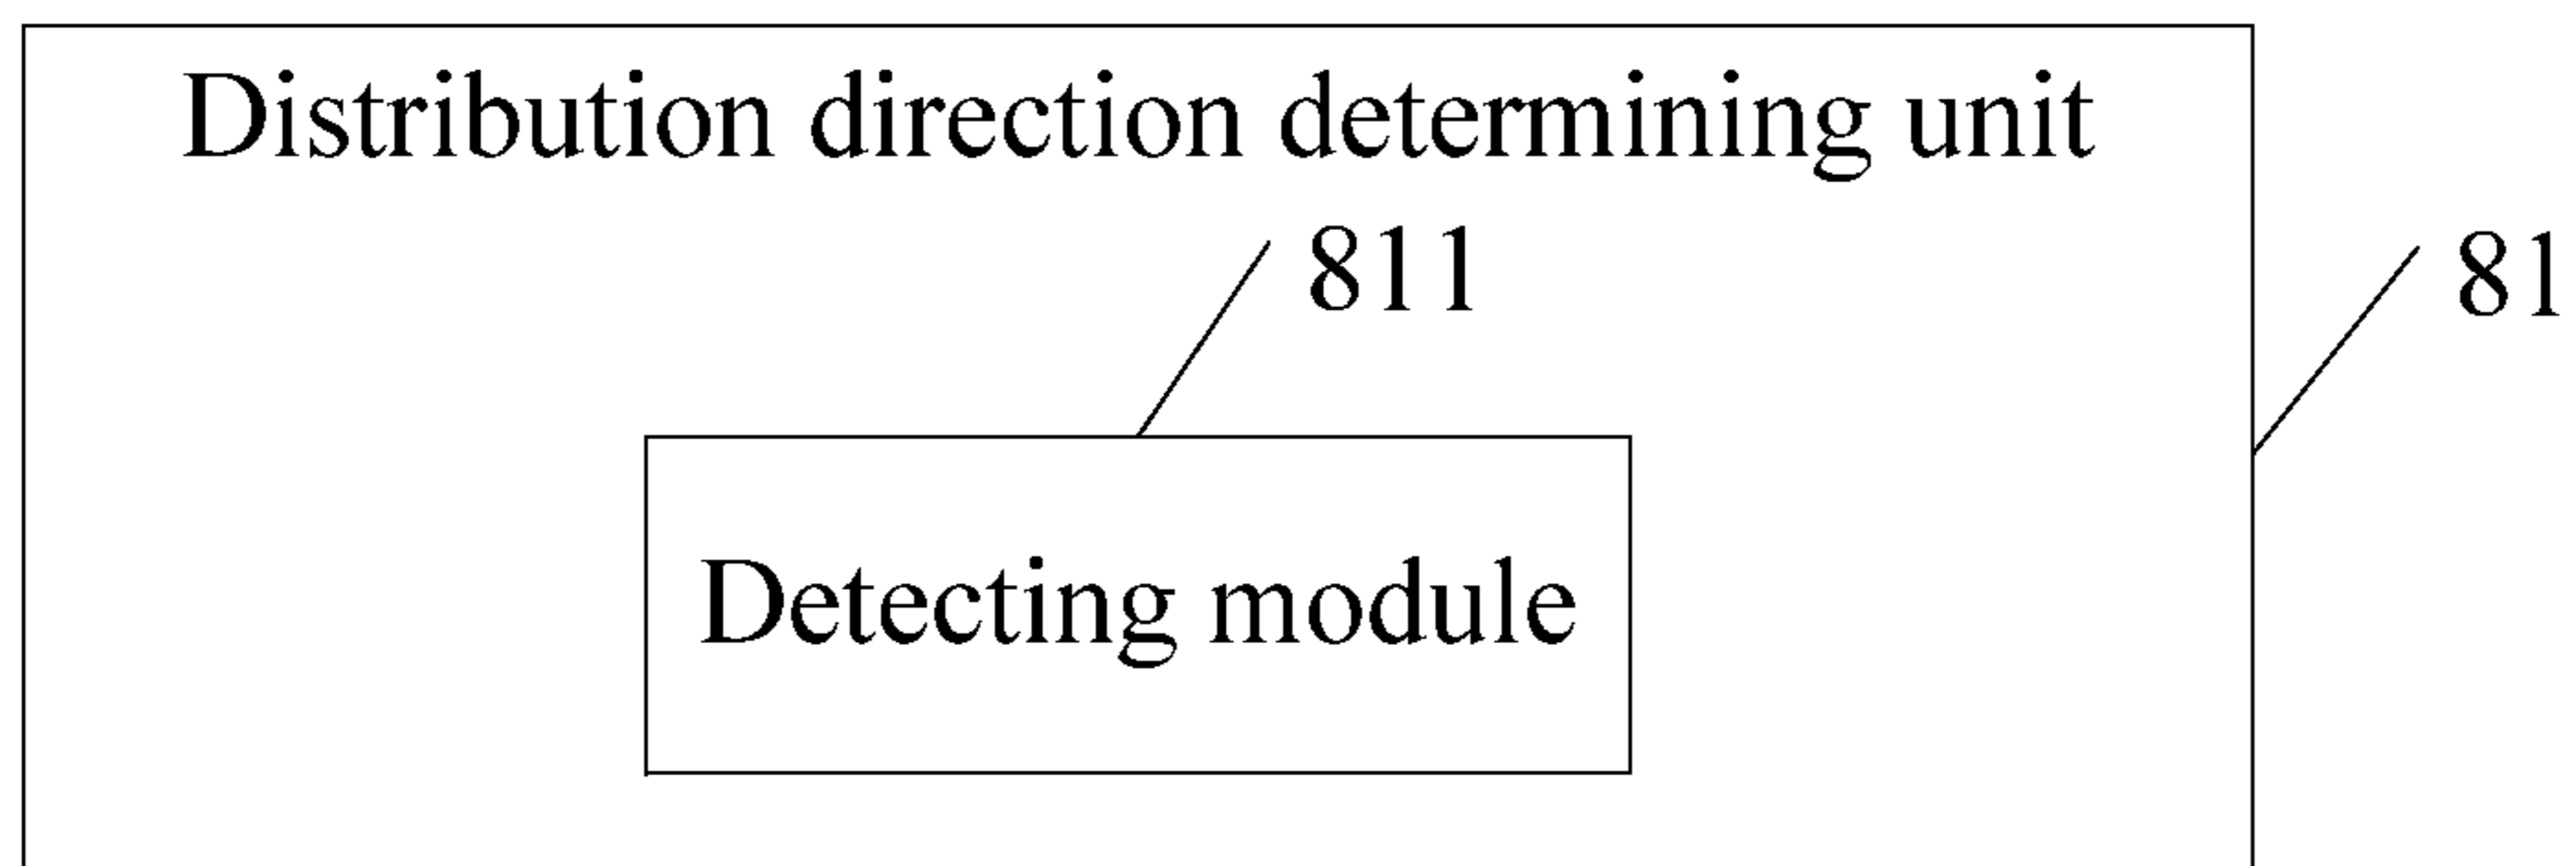 Distribution direction determining unit
811
81
Detecting module